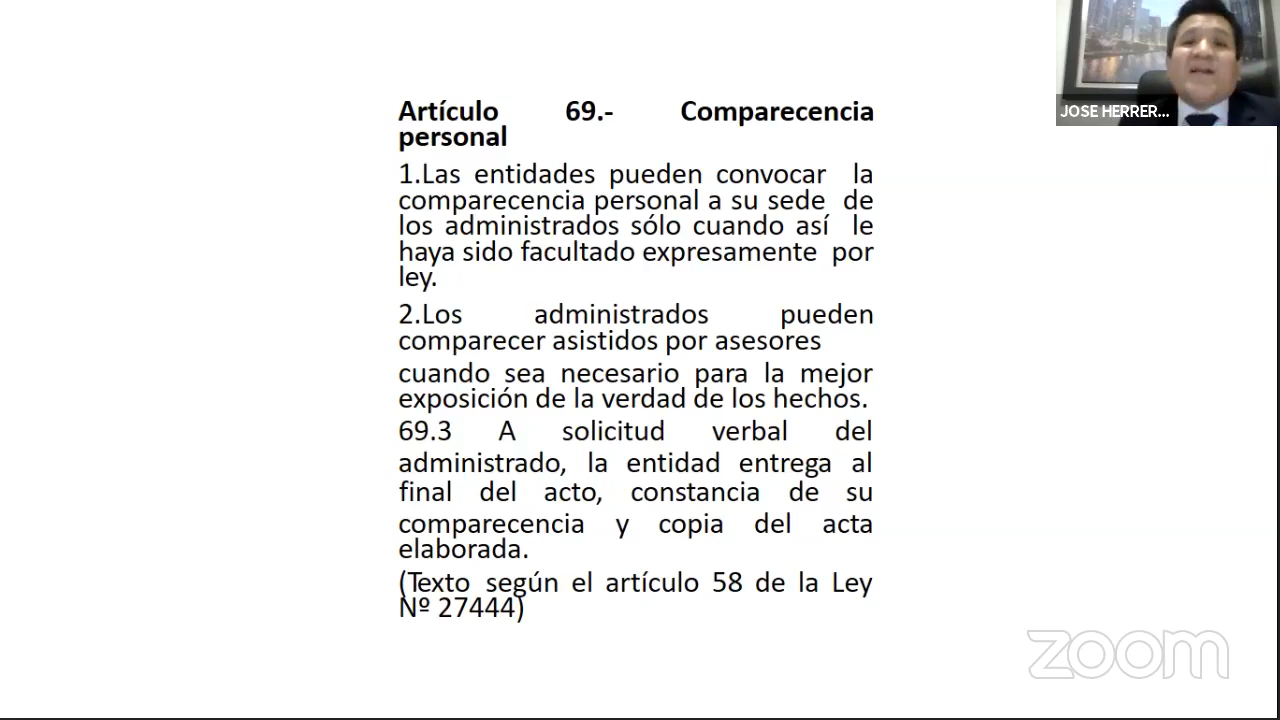 Artículo 69.- Comparecencia
personal
1.Las entidades pueden convocar la
comparecencia personal a su sede de
los administrados sólo cuando así le
haya sido facultado expresamente por
ley.
2.Los administrados pueden
comparecer asistidos por asesores
cuando sea necesario para la mejor
exposición de la verdad de los hechos.
69.3 A solicitud verbal del
administrado, la entidad entrega al
final del acto, constancia de su
comparecencia y copia del acta
elaborada.
(Texto según el artículo 58 de la Ley
Nº 27444)
JOSE HERRER...
zoom